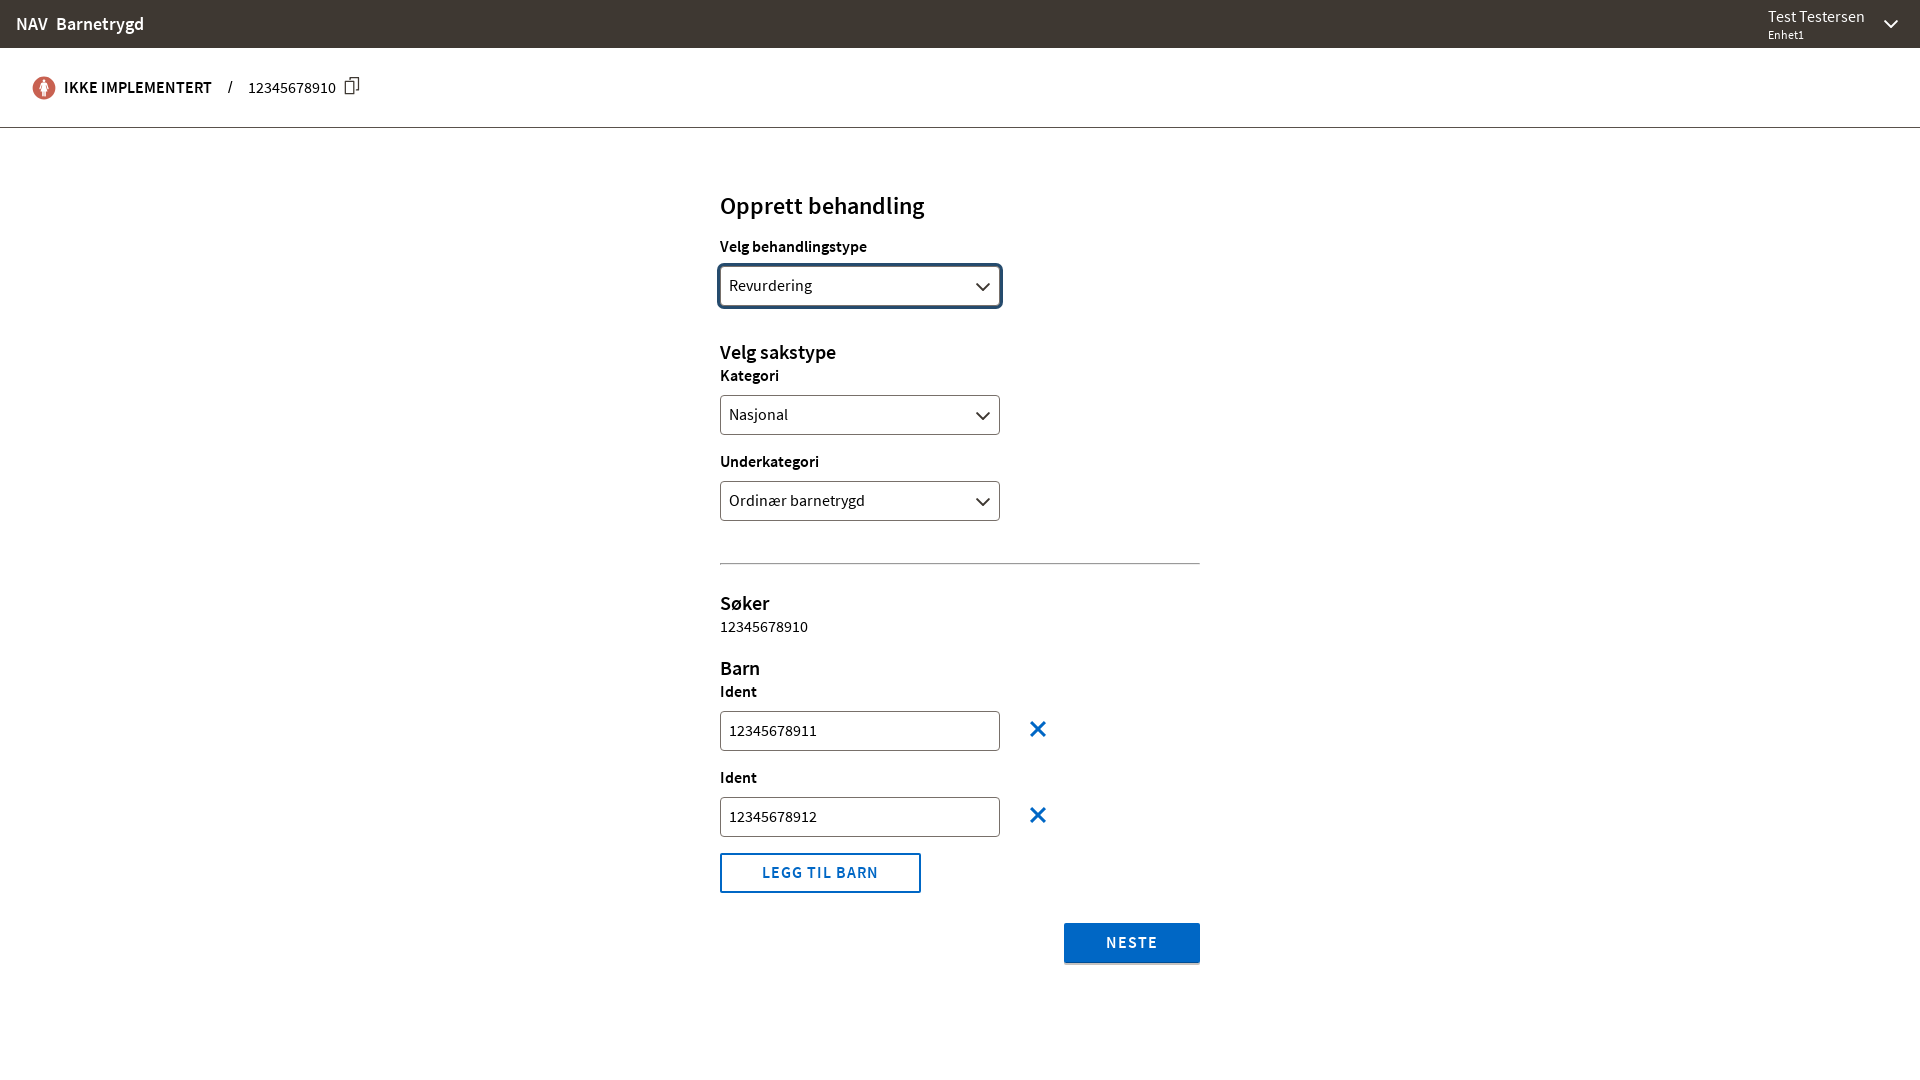 NAV Barnetrygd
Test Testersen
Enhet1
IKKE IMPLEMENTERT / 12345678910
Opprett behandling
Velg behandlingstype
Revurdering
Velg sakstype
Kategori
Nasjonal
Underkategori
Ordinær barnetrygd
Søker
12345678910
Barn
Ident
12345678911
Ident
12345678912
LEGG TIL BARN
NESTE